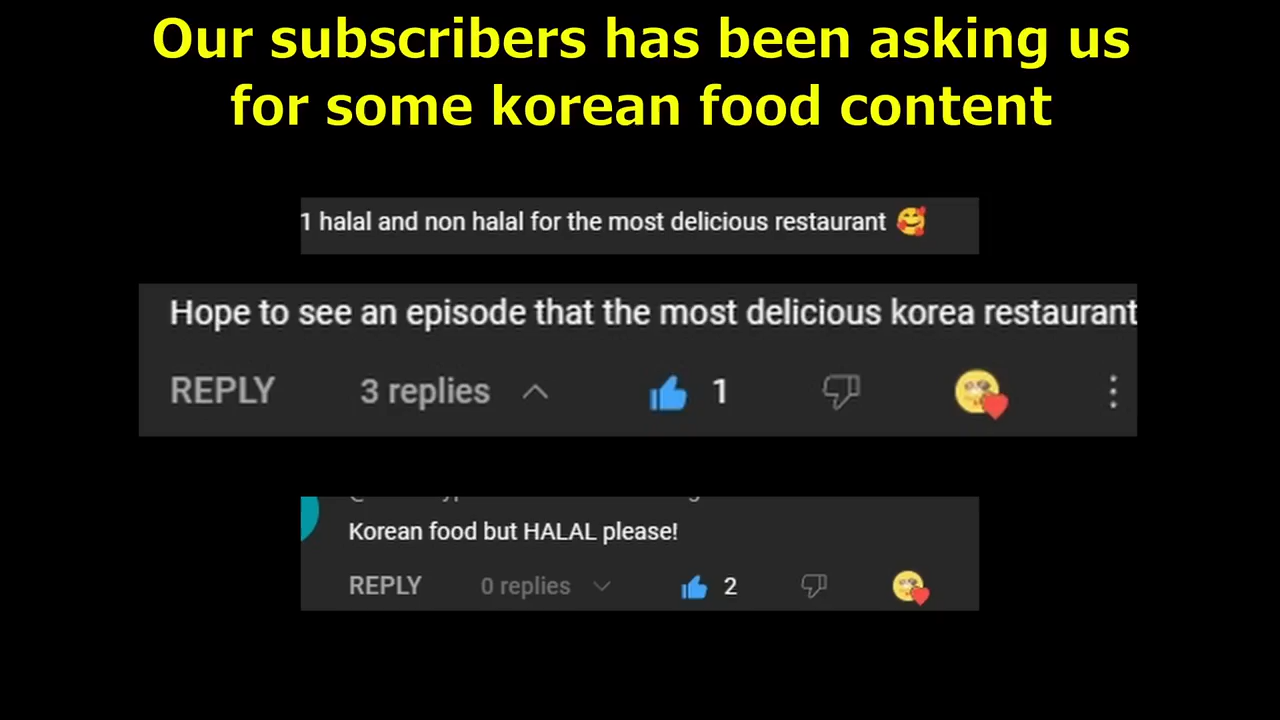 Our subscribers has been asking us
for some korean food content
1 halal and non halal for the most delicious restaurant 🥰
Hope to see an episode that the most delicious korea restaurant
REPLY 3 replies 1
Korean food but HALAL please!
REPLY 0 replies 2